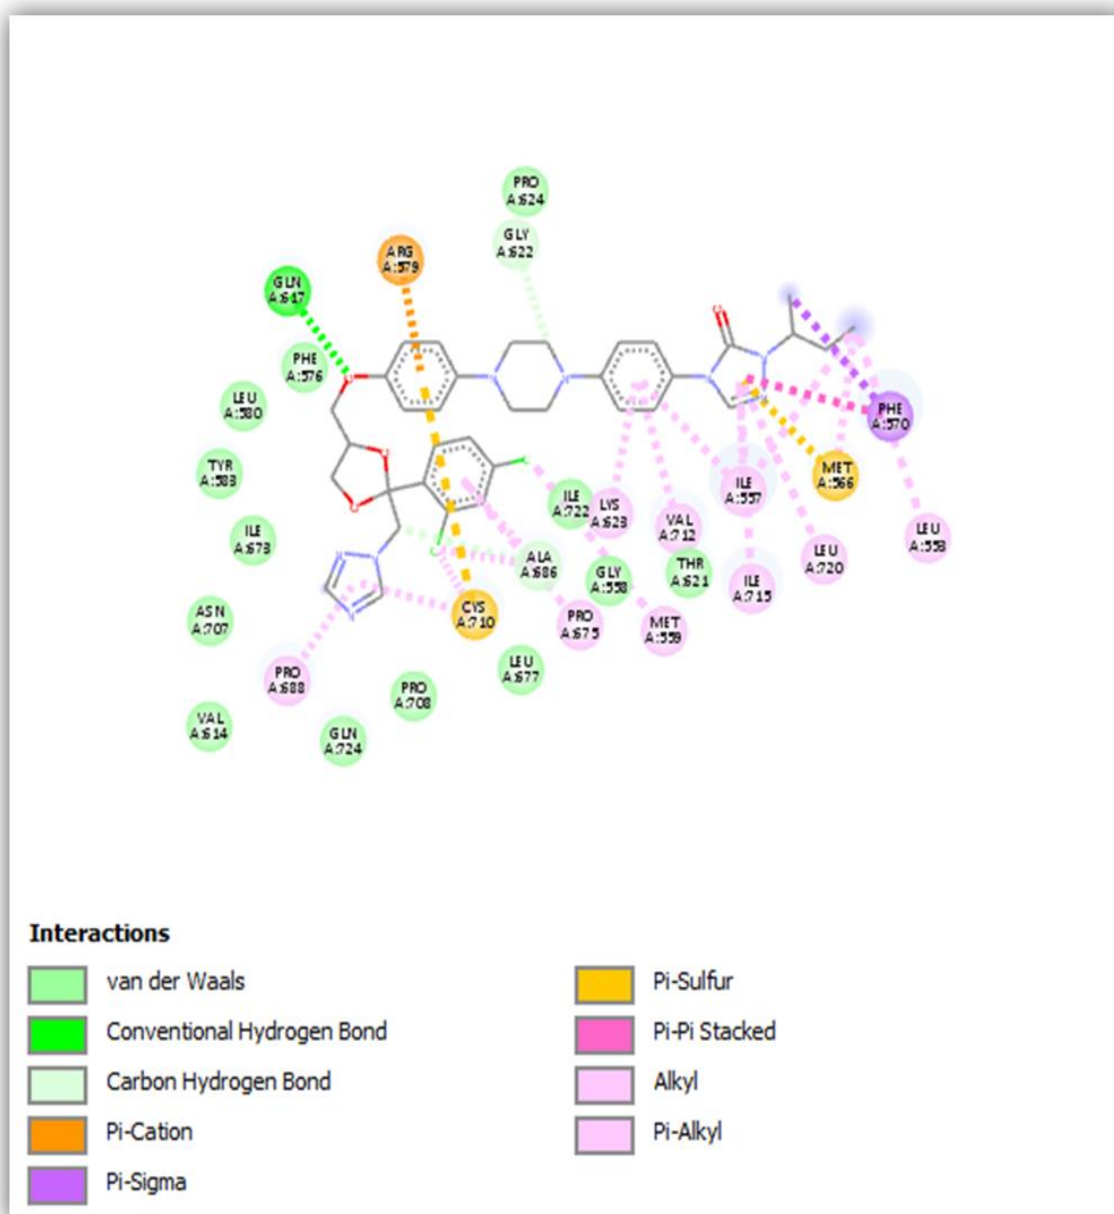 PRO
A:624
GLY
A:622
ARG
A:579
GLN
A:647
PHE
A:576
LEU
A:580
PHE
A:570
TYR
A:583
MET
A:566
ILE
A:557
ILE
A:722
LYS
A:623
VAL
A:712
LEU
A:553
ILE
A:673
LEU
A:720
ALA
A:686
GLY
A:558
THR
A:621
ILE
A:715
ASN
A:707
CYS
A:710
PRO
A:675
MET
A:559
PRO
A:688
LEU
A:677
PRO
A:708
VAL
A:614
GLN
A:724
O
N
N
O
N
N
O
O
N
N
N
Interactions
van der Waals
Pi-Sulfur
Conventional Hydrogen Bond
Pi-Pi Stacked
Carbon Hydrogen Bond
Alkyl
Pi-Cation
Pi-Alkyl
Pi-Sigma